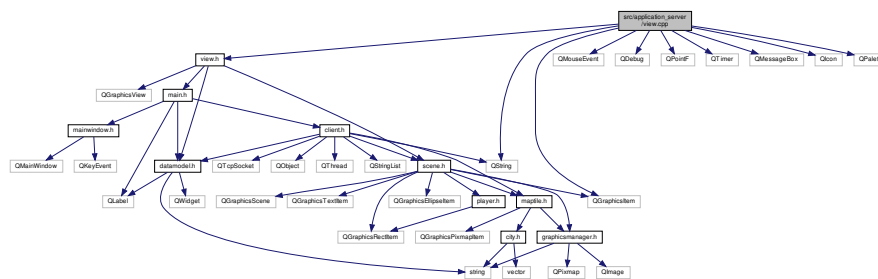 src/application_server
/view.cpp
view.h
QMouseEvent
QDebug
QPointF
QTimer
QMessageBox
QIcon
QPalet
QGraphicsView
main.h
mainwindow.h
client.h
QMainWindow
QKeyEvent
datamodel.h
QTcpSocket
QObject
QThread
QStringList
scene.h
QString
QLabel
QWidget
QGraphicsScene
QGraphicsTextItem
QGraphicsEllipseItem
player.h
maptile.h
QGraphicsItem
QGraphicsRectItem
QGraphicsPixmapItem
city.h
graphicsmanager.h
string
vector
QPixmap
QImage